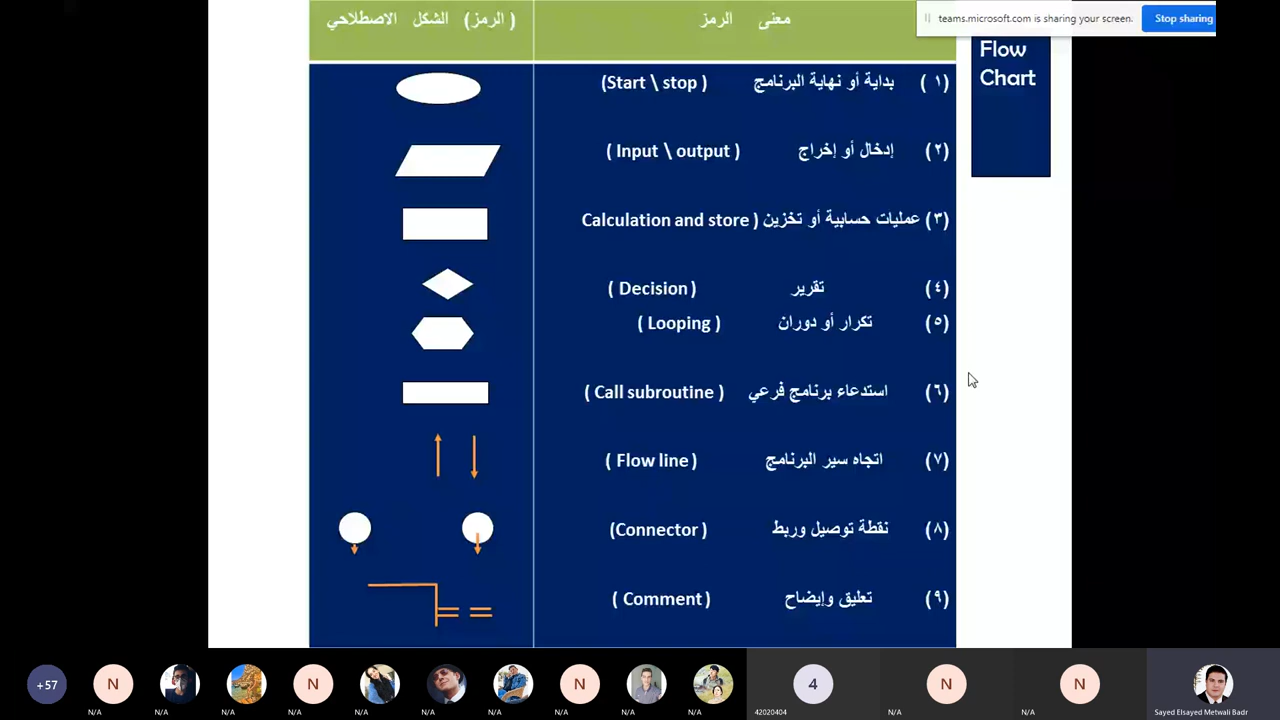 معنى الرمز
( الرمز) الشكل الاصطلاحي
teams.microsoft.com is sharing your screen.
Stop sharing
Flow
Chart
(١ ) بداية أو نهاية البرنامج (Start \ stop )
(٢) إدخال أو إخراج ( Input \ output )
(٣) عمليات حسابية أو تخزين ( Calculation and store
(٤) تقرير ( Decision )
(٥) تكرار أو دوران ( Looping )
(٦) استدعاء برنامج فرعي ( Call subroutine )
(٧) اتجاه سير البرنامج ( Flow line )
(٨) نقطة توصيل وربط (Connector )
(٩) تعليق وإيضاح ( Comment )
+57
N
N
N
N
4
N
N
N/A
N/A
N/A
N/A
N/A
N/A
N/A
N/A
N/A
N/A
N/A
42020404
N/A
N/A
Sayed Elsayed Metwali Badr